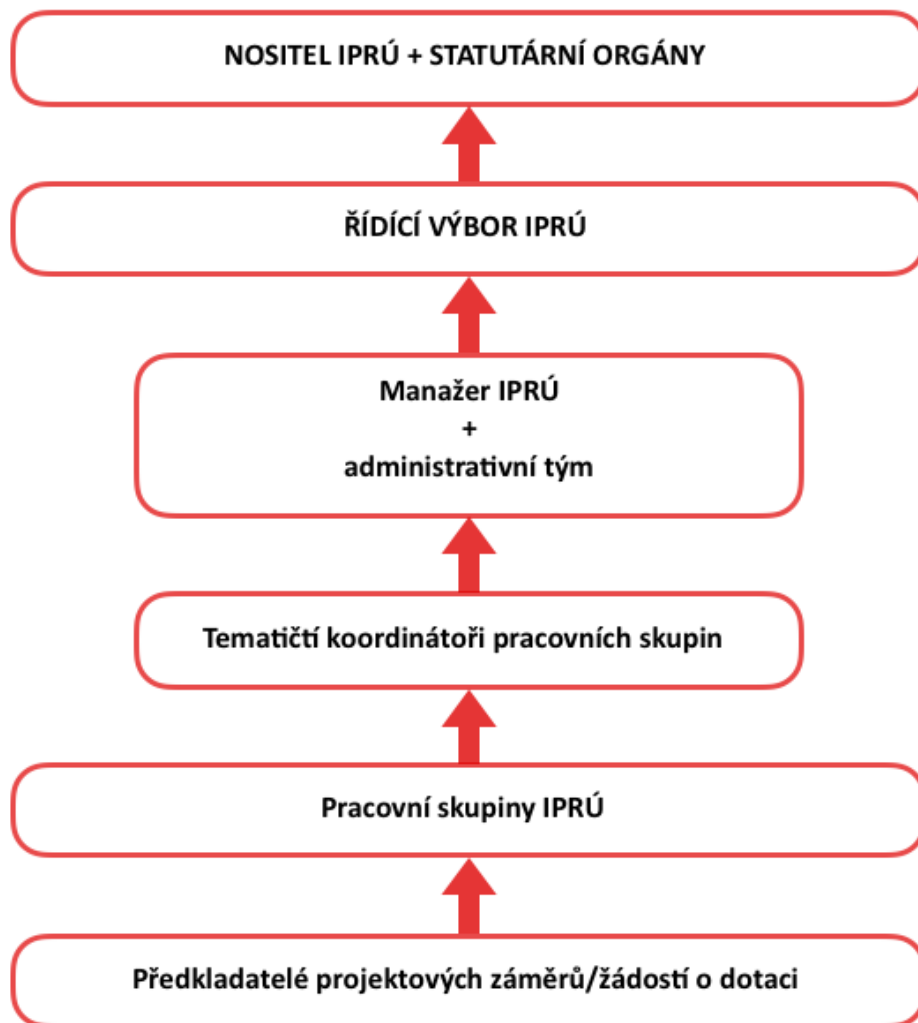 NOSITEL IPRÚ + STATUTÁRNÍ ORGÁNY
ŘÍDÍCÍ VÝBOR IPRÚ
Manažer IPRÚ
+
administrativní tým
Tematičtí koordinátoři pracovních skupin
Pracovní skupiny IPRÚ
Předkladatelé projektových záměrů/žádostí o dotaci